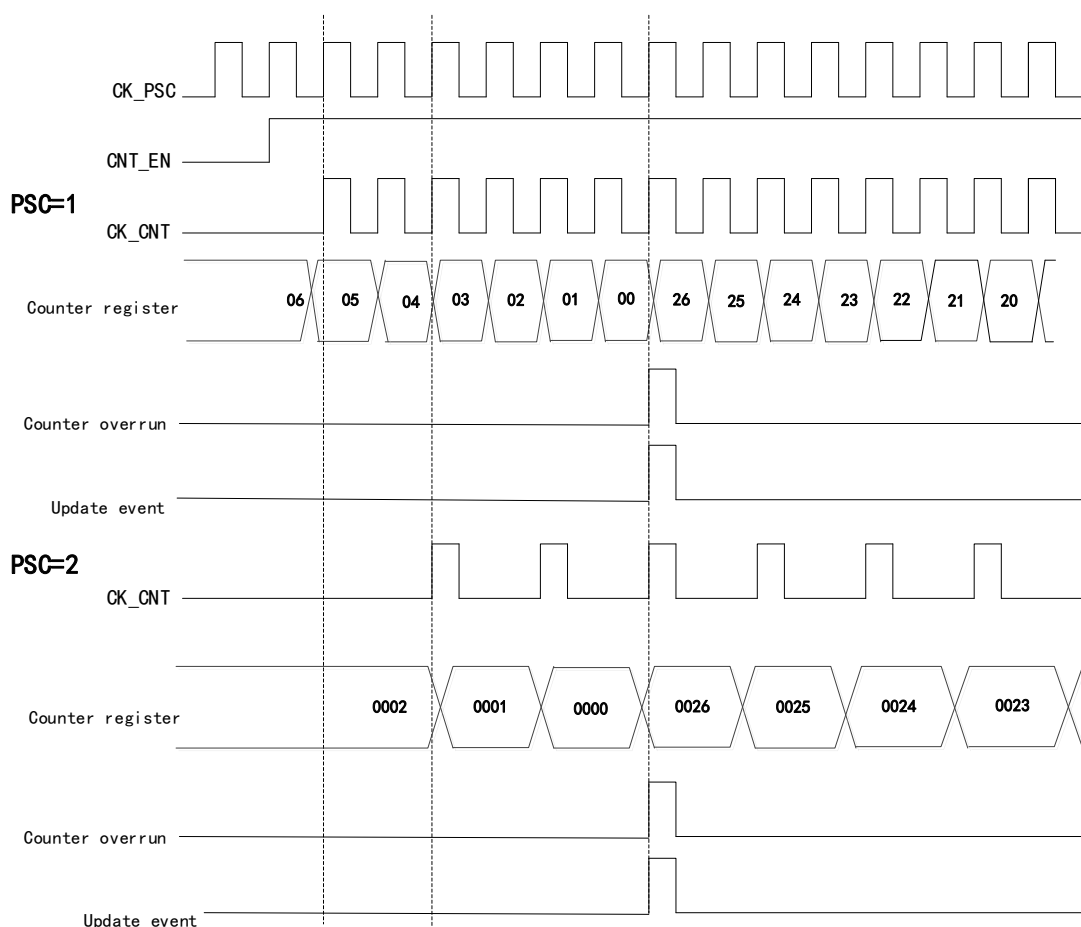 CK_PSC
CNT_EN
PSC=1
CK_CNT
Counter register 06 05 04 03 02 01 00 26 25 24 23 22 21 20
Counter overrun
Update event
PSC=2
CK_CNT
Counter register 0002 0001 0000 0026 0025 0024 0023
Counter overrun
Update event